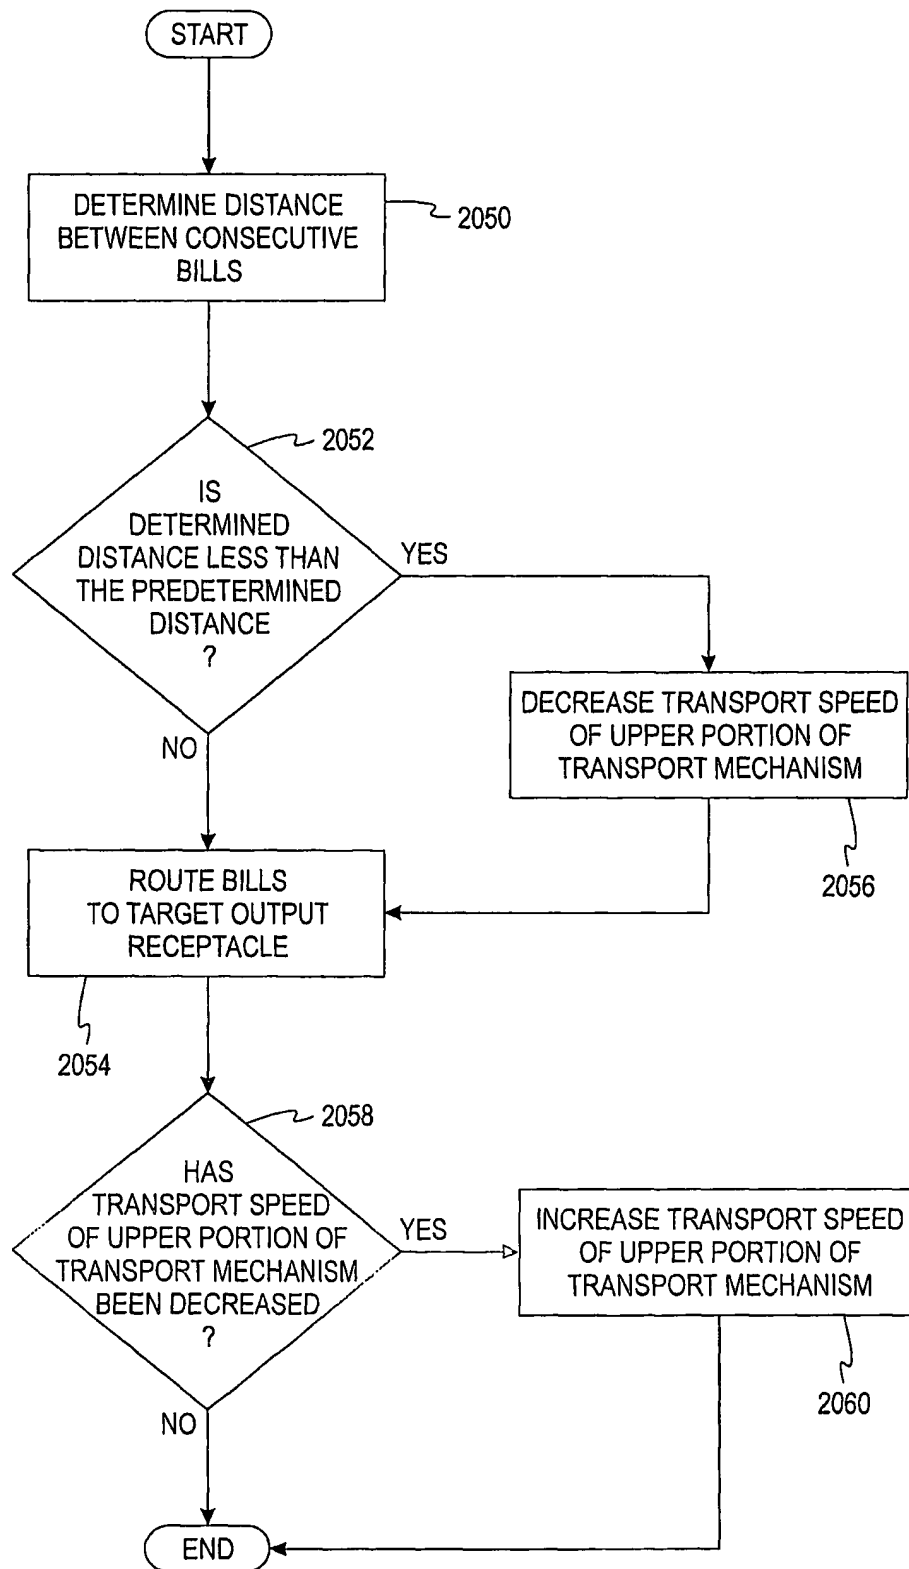 START
DETERMINE DISTANCE
BETWEEN CONSECUTIVE
BILLS
2050
2052
IS
DETERMINED
DISTANCE LESS THAN
THE PREDETERMINED
DISTANCE
?
YES
NO
DECREASE TRANSPORT SPEED
OF UPPER PORTION OF
TRANSPORT MECHANISM
2056
ROUTE BILLS
TO TARGET OUTPUT
RECEPTACLE
2054
2058
HAS
TRANSPORT SPEED
OF UPPER PORTION OF
TRANSPORT MECHANISM
BEEN DECREASED
?
YES
NO
INCREASE TRANSPORT SPEED
OF UPPER PORTION OF
TRANSPORT MECHANISM
2060
END